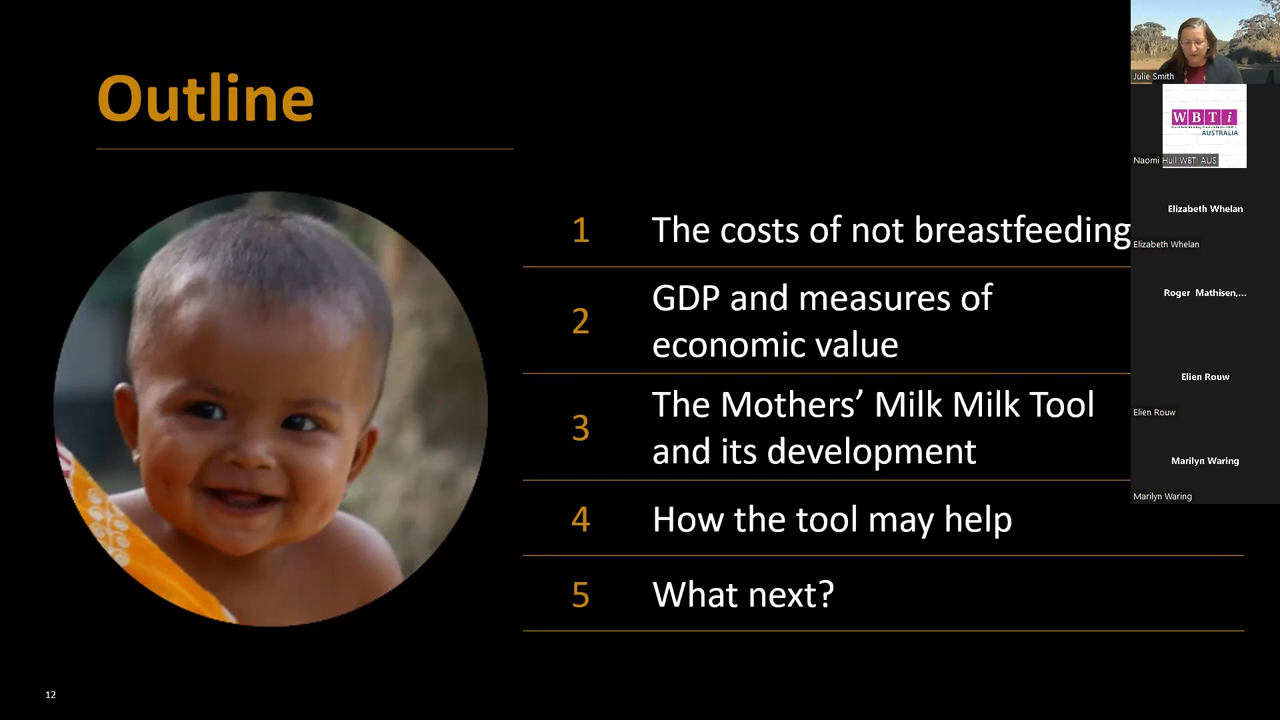 Outline
1
The costs of not breastfeeding
2
GDP and measures of
economic value
3
The Mothers’ Milk Milk Tool
and its development
4
How the tool may help
5
What next?
12
Julie Smith
WBTi
AUSTRALIA
Naomi Hull WBTI AUS
Elizabeth Whelan
Elizabeth Whelan
Roger Mathisen,...
Elien Rouw
Elien Rouw
Marilyn Waring
Marilyn Waring